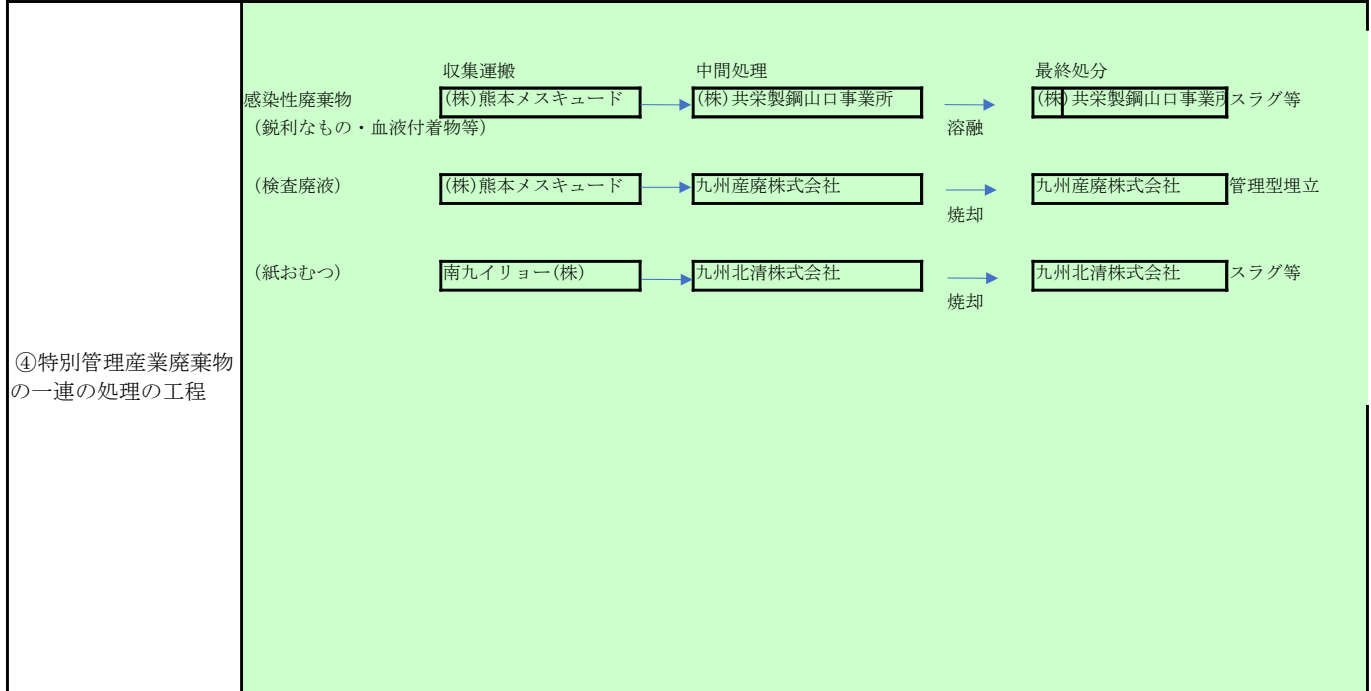 収集運搬 中間処理 最終処分
感染性廃棄物 (株)熊本メスキュード (株)共栄製鋼山口事業所 (株)共栄製鋼山口事業所 スラグ等
（鋭利なもの・血液付着物等） 溶融
（検査廃液） (株)熊本メスキュード 九州産廃株式会社 九州産廃株式会社 管理型埋立
焼却
（紙おむつ） 南九イリョー(株) 九州北清株式会社 九州北清株式会社 スラグ等
焼却
④特別管理産業廃棄物
の一連の処理の工程